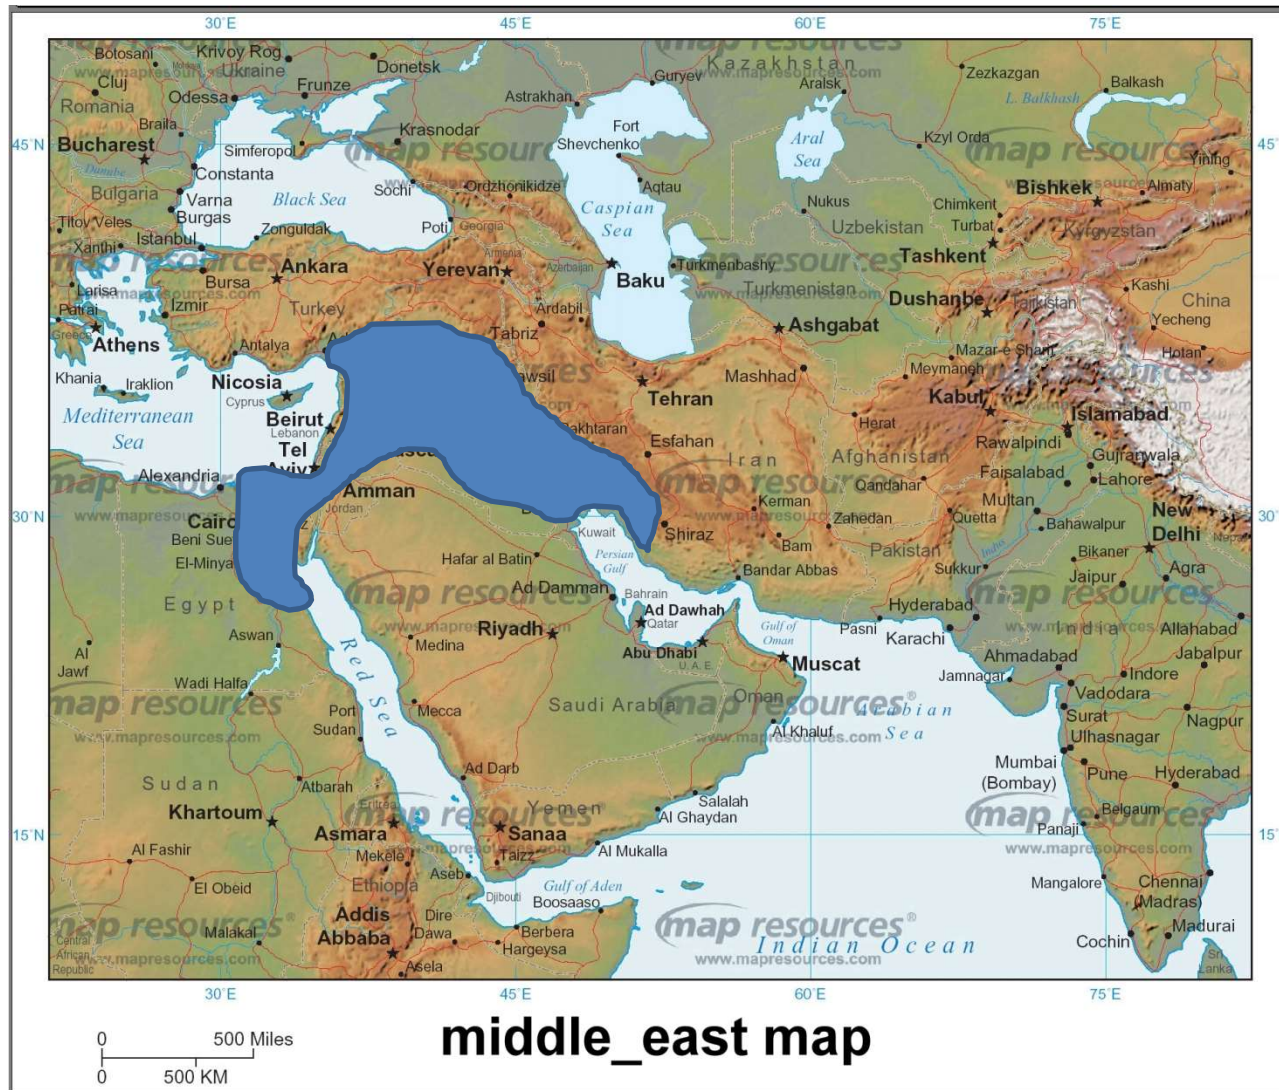 30°E 45°E 60°E 75°E
Botosani
Krivoy Rog
Ukraine
Donetsk
Kazakhstan
Guryev
Zezkazgan
Balkash
Cluj
www.mapresources.com
Romania
Odessa
Frunze
Astrakhan
Aralsk
L. Balkhash
Braila
Bucharest
Krasnodar
Fort
Shevchenko
Aral
Sea
Kzyl Orda
45°N
45°
map resources
Simferopol
Danube
Constanta
Yining
Bulgaria
Varna
Burgas
Black Sea
Sochi
Ordzhonikidze
Aqtau
Bishkek
Almaty
Caspian
Sea
Nukus
Chimkent
Turbat
Titov Veles
Zonguldak
Poti
Georgia
Uzbekistan
Kyrgyzstan
Xanthi
Istanbul
Armenia
Tashkent
Ankara
Yerevan
Azerbaijan
Baku
Turkmenbashy
Bursa
Larisa
Turkmenistan
Kashi
Dushanbe
Tajikistan
China
Patrai
Izmir
Turkey
Ardabil
Greece
Tabriz
Ashgabat
Yecheng
Athens
Antalya
Mazar-e Sharif
Hotan
Khania
Iraklion
Nicosia
Cyprus
Mashhad
Meymaneh
Tehran
Kabul
Islamabad
Mediterranean
Sea
Beirut
Lebanon
Herat
Rawalpindi
Tel
Aviv
Esfahan
Iran
Afghanistan
Gujranwala
Faisalabad
Alexandria
Lahore
Amman
Jordan
Kerman
Qandahar
Multan
New
Delhi
30°N
30°
Cairo
Beni Sue
Kuwait
Shiraz
Zahedan
Quetta
Bahawalpur
Nepal
El-Minya
Hafar al Batin
Persian
Gulf
Bam
Pakistan
Indus
Bikaner
Sukkur
Jaipur
Agra
Egypt
Ad Damman
Bahrain
Bandar Abbas
Hyderabad
Ad Dawhah
Qatar
Gulf of
Oman
Aswan
Riyadh
Pasni
Karachi
India
Allahabad
Al
Jawf
Medina
Abu Dhabi
U. A. E.
Muscat
Ahmadabad
Jabalpur
Red Sea
Jamnagar
Indore
Wadi Halfa
Oman
Vadodara
Mecca
Saudi Arabia
Arabian
Sea
Surat
Nagpur
Port
Sudan
Al Khaluf
Ulhasnagar
Mumbai
(Bombay)
Pune
Hyderabad
Sudan
Atbarah
Ad Darb
Salalah
Khartoum
Eritrea
Yemen
Al Ghaydan
Belgaum
15°N
15°
Asmara
Sanaa
Panaji
Mekele
Taizz
Al Mukalla
Al Fashir
El Obeid
Ethiopia
Aseb
Gulf of Aden
Mangalore
Chennai
(Madras)
Djibouti
Boosaaso
Addis
Abbaba
Dire
Dawa
Berbera
Hargeysa
Malakal
Madurai
Cochin
Central
African
Republic
Indian Ocean
Asela
Sri
Lanka
30°E 45°E 60°E 75°E
middle_east map
0 500 Miles
0 500 KM